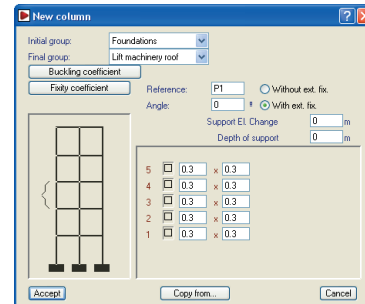 New column
Initial group: Foundations
Final group: Lift machinery roof
Buckling coefficient
Fixity coefficient
Reference: P1 Without ext. fix.
Angle: 0 ° With ext. fix.
Support El. Change 0 m
Depth of support 0 m
5 0.3 x 0.3
4 0.3 x 0.3
3 0.3 x 0.3
2 0.3 x 0.3
1 0.3 x 0.3
Accept Copy from... Cancel